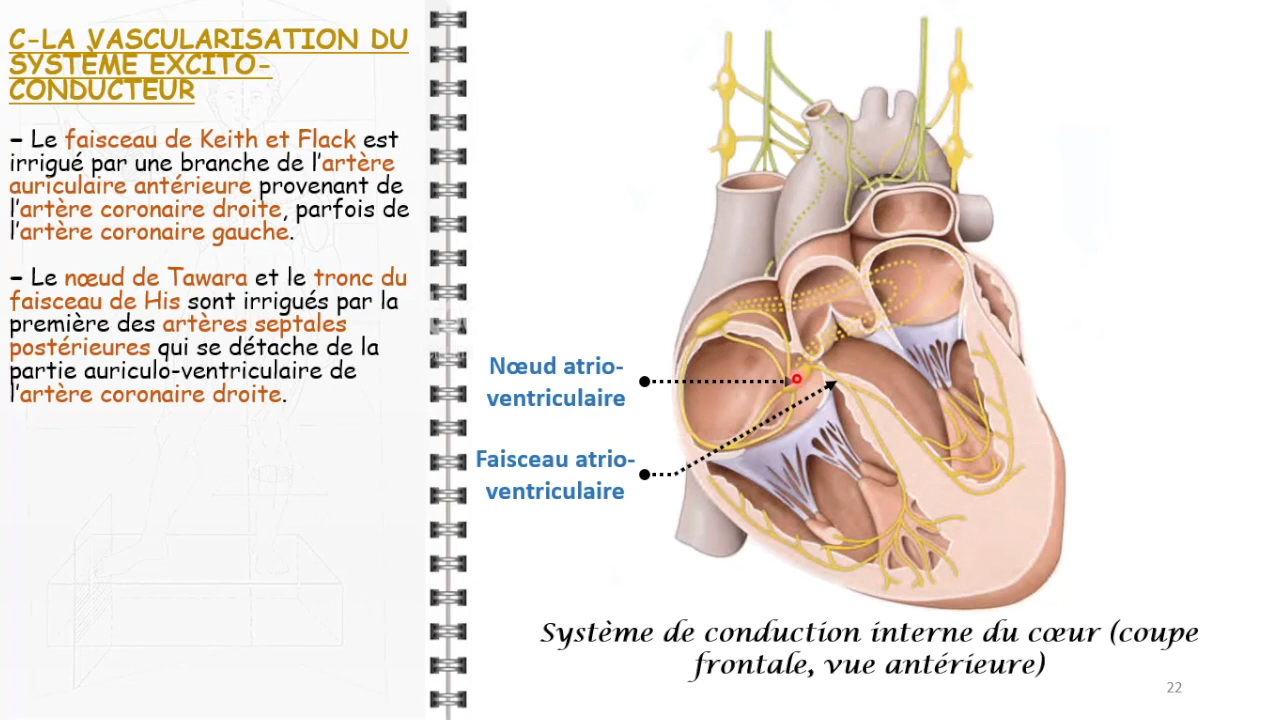 C-LA VASCULARISATION DU
SYSTÈME EXCITO-
CONDUCTEUR
– Le faisceau de Keith et Flack est
irrigué par une branche de l'artère
auriculaire antérieure provenant de
l'artère coronaire droite, parfois de
l'artère coronaire gauche.
– Le nœud de Tawara et le tronc du
faisceau de His sont irrigués par la
première des artères septales
postérieures qui se détache de la
partie auriculo-ventriculaire de
l'artère coronaire droite.
Nœud atrio-
ventriculaire
Faisceau atrio-
ventriculaire
Système de conduction interne du cœur (coupe
frontale, vue antérieure)
22